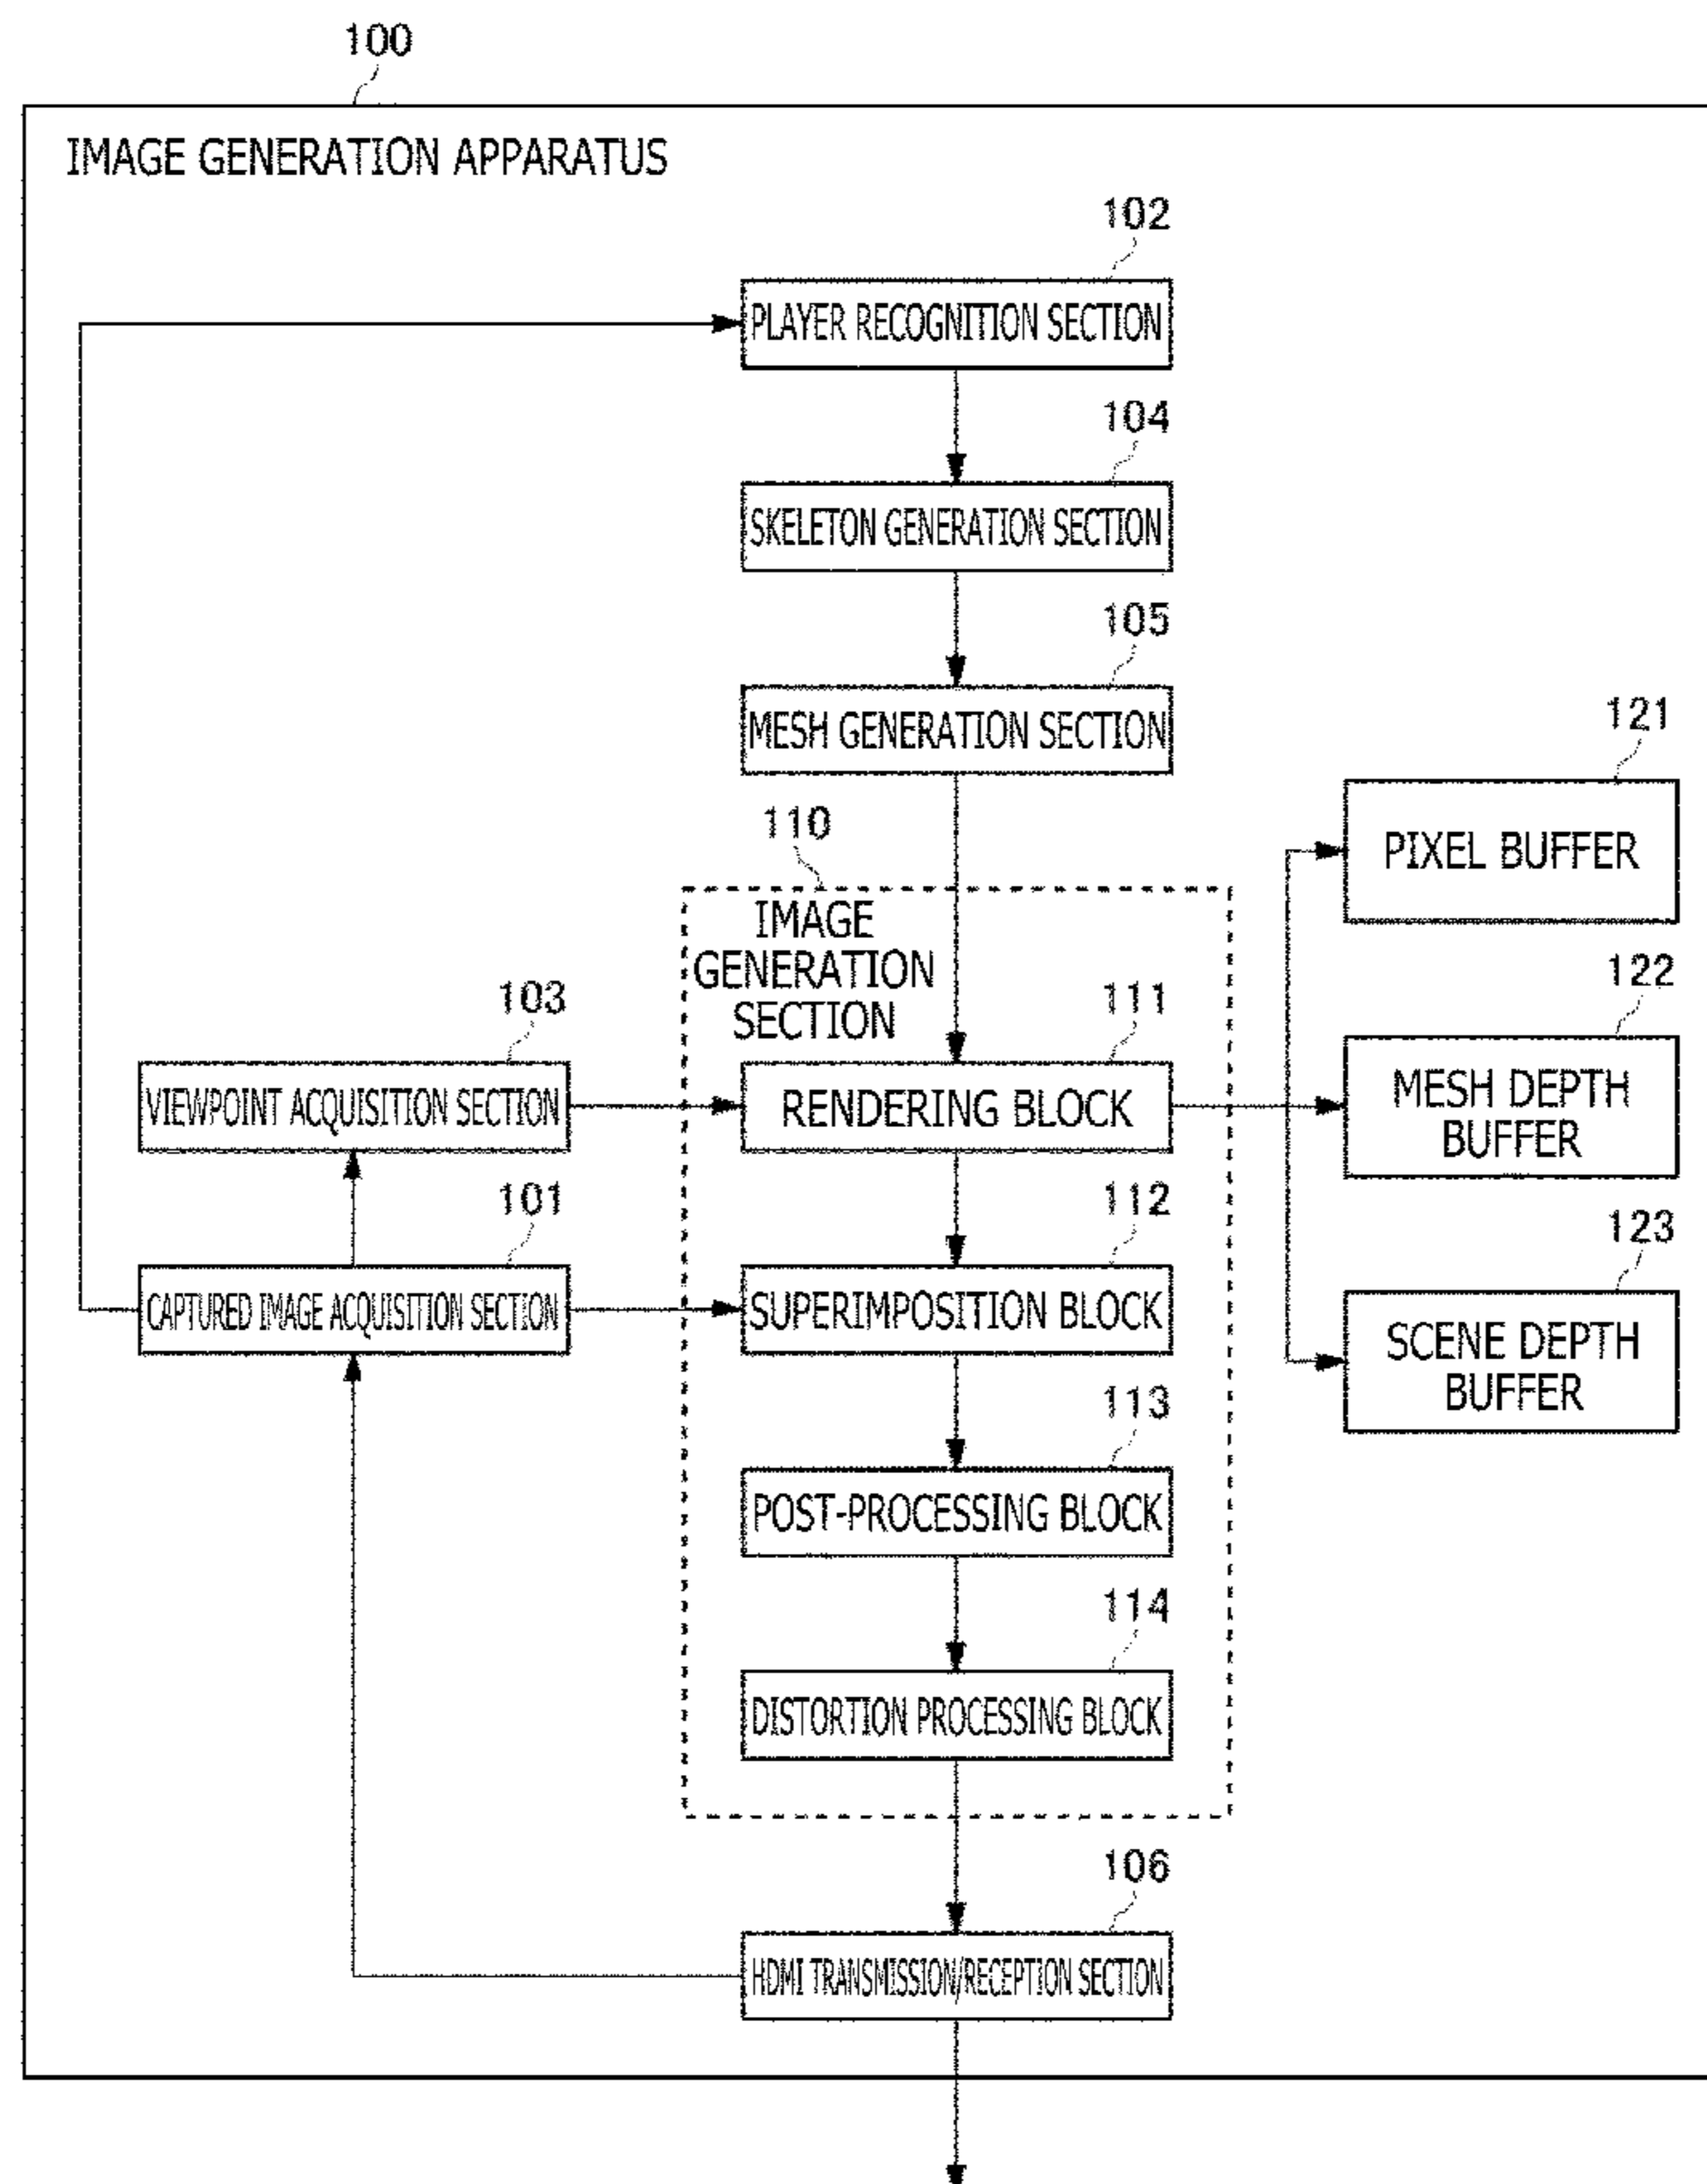 100
IMAGE GENERATION APPARATUS
102
PLAYER RECOGNITION SECTION
104
SKELETON GENERATION SECTION
105
MESH GENERATION SECTION
121
PIXEL BUFFER
110
IMAGE
GENERATION
SECTION
103
VIEWPOINT ACQUISITION SECTION
111
RENDERING BLOCK
122
MESH DEPTH
BUFFER
101
CAPTURED IMAGE ACQUISITION SECTION
112
SUPERIMPOSITION BLOCK
123
SCENE DEPTH
BUFFER
113
POST-PROCESSING BLOCK
114
DISTORTION PROCESSING BLOCK
106
HDMI TRANSMISSION/RECEPTION SECTION